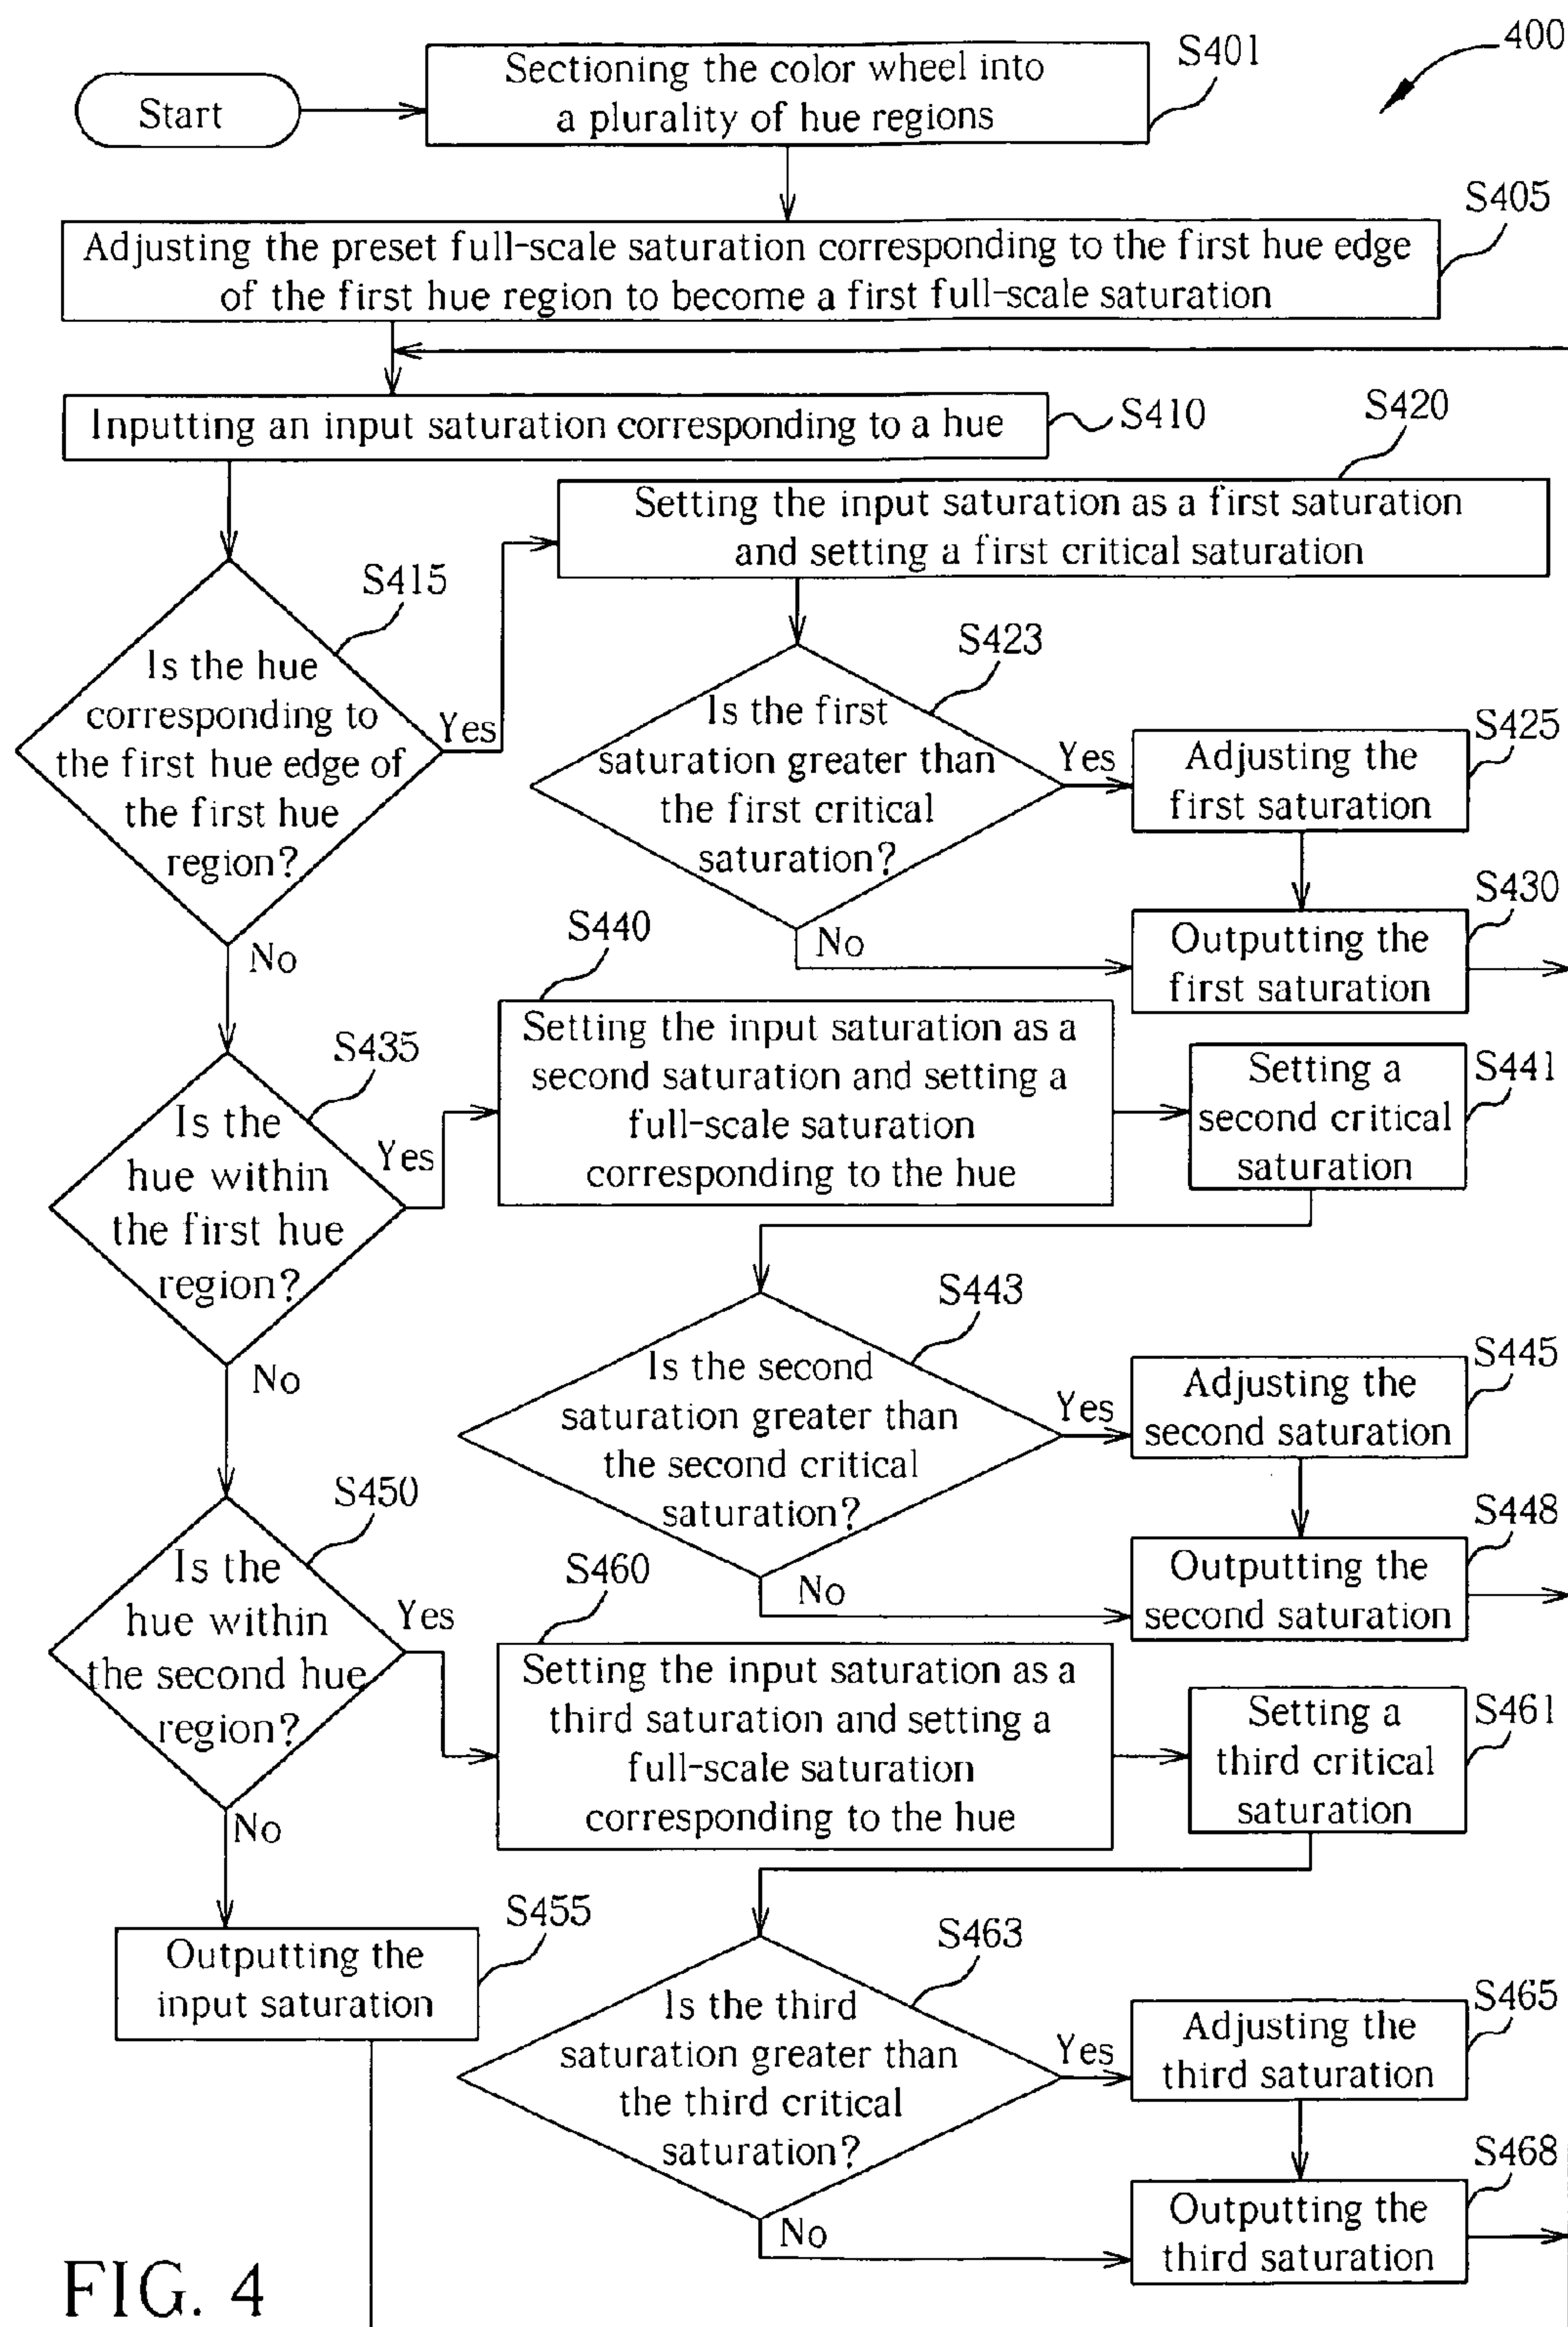 400
Start
Sectioning the color wheel into
a plurality of hue regions
S401
S405
Adjusting the preset full-scale saturation corresponding to the first hue edge
of the first hue region to become a first full-scale saturation
Inputting an input saturation corresponding to a hue
S410
S420
Setting the input saturation as a first saturation
and setting a first critical saturation
S415
Is the hue
corresponding to
the first hue edge of
the first hue
region?
Yes
No
S423
Is the first
saturation greater than
the first critical
saturation?
Yes
No
S425
Adjusting the
first saturation
S430
Outputting the
first saturation
S435
Is the
hue within
the first hue
region?
Yes
No
S440
Setting the input saturation as a
second saturation and setting a
full-scale saturation
corresponding to the hue
S441
Setting a
second critical
saturation
S443
Is the second
saturation greater than
the second critical
saturation?
Yes
No
S445
Adjusting the
second saturation
S448
Outputting the
second saturation
S450
Is the
hue within
the second hue
region?
Yes
No
S460
Setting the input saturation as a
third saturation and setting a
full-scale saturation
corresponding to the hue
S461
Setting a
third critical
saturation
S455
Outputting the
input saturation
S463
Is the third
saturation greater than
the third critical
saturation?
Yes
No
S465
Adjusting the
third saturation
S468
Outputting the
third saturation
FIG. 4